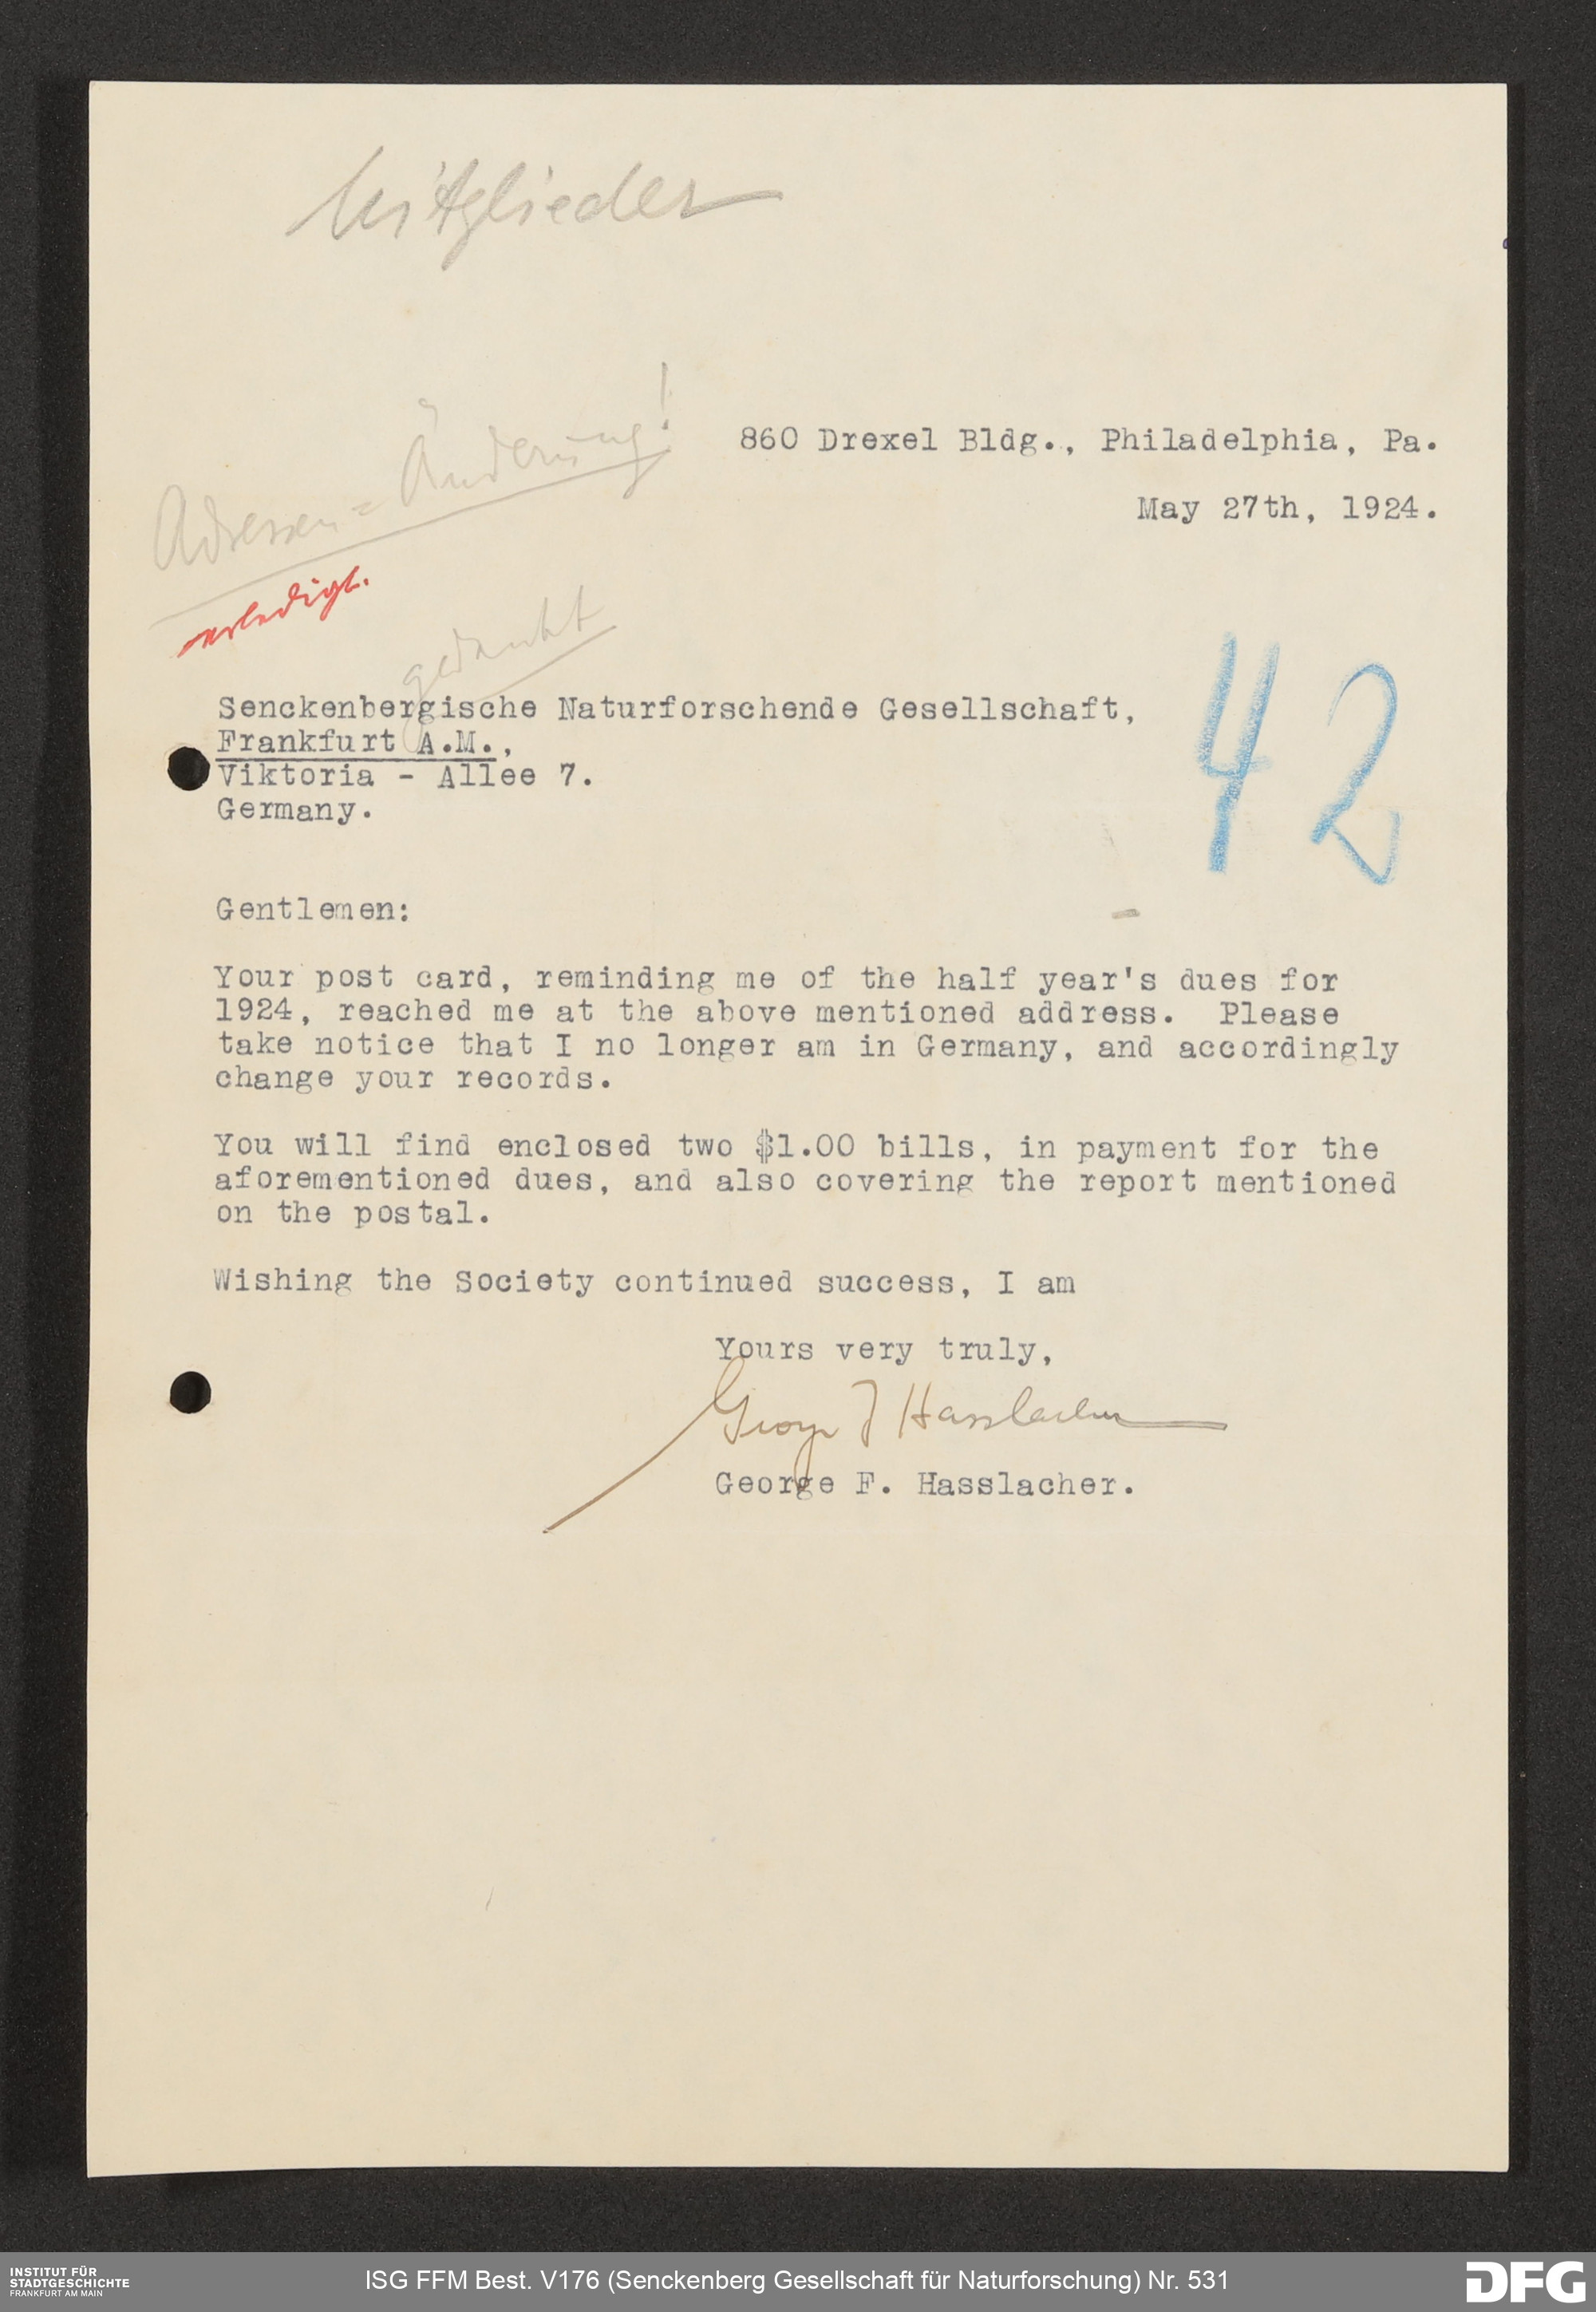 Mitglieder
Adressen=Änderung!
860 Drexel Bldg., Philadelphia, Pa.
May 27th, 1924.
erledigt.
gedankt
42
Senckenbergische Naturforschende Gesellschaft,
Frankfurt A.M.,
Viktoria - Allee 7.
Germany.
Gentlemen:
Your post card, reminding me of the half year's dues for
1924, reached me at the above mentioned address.  Please
take notice that I no longer am in Germany, and accordingly
change your records.
You will find enclosed two $1.00 bills, in payment for the
aforementioned dues, and also covering the report mentioned
on the postal.
Wishing the Society continued success, I am
Yours very truly,
George F Hasslacher
George F. Hasslacher.
INSTITUT FÜR
STADTGESCHICHTE
FRANKFURT AM MAIN
ISG FFM Best. V176 (Senckenberg Gesellschaft für Naturforschung) Nr. 531
DFG